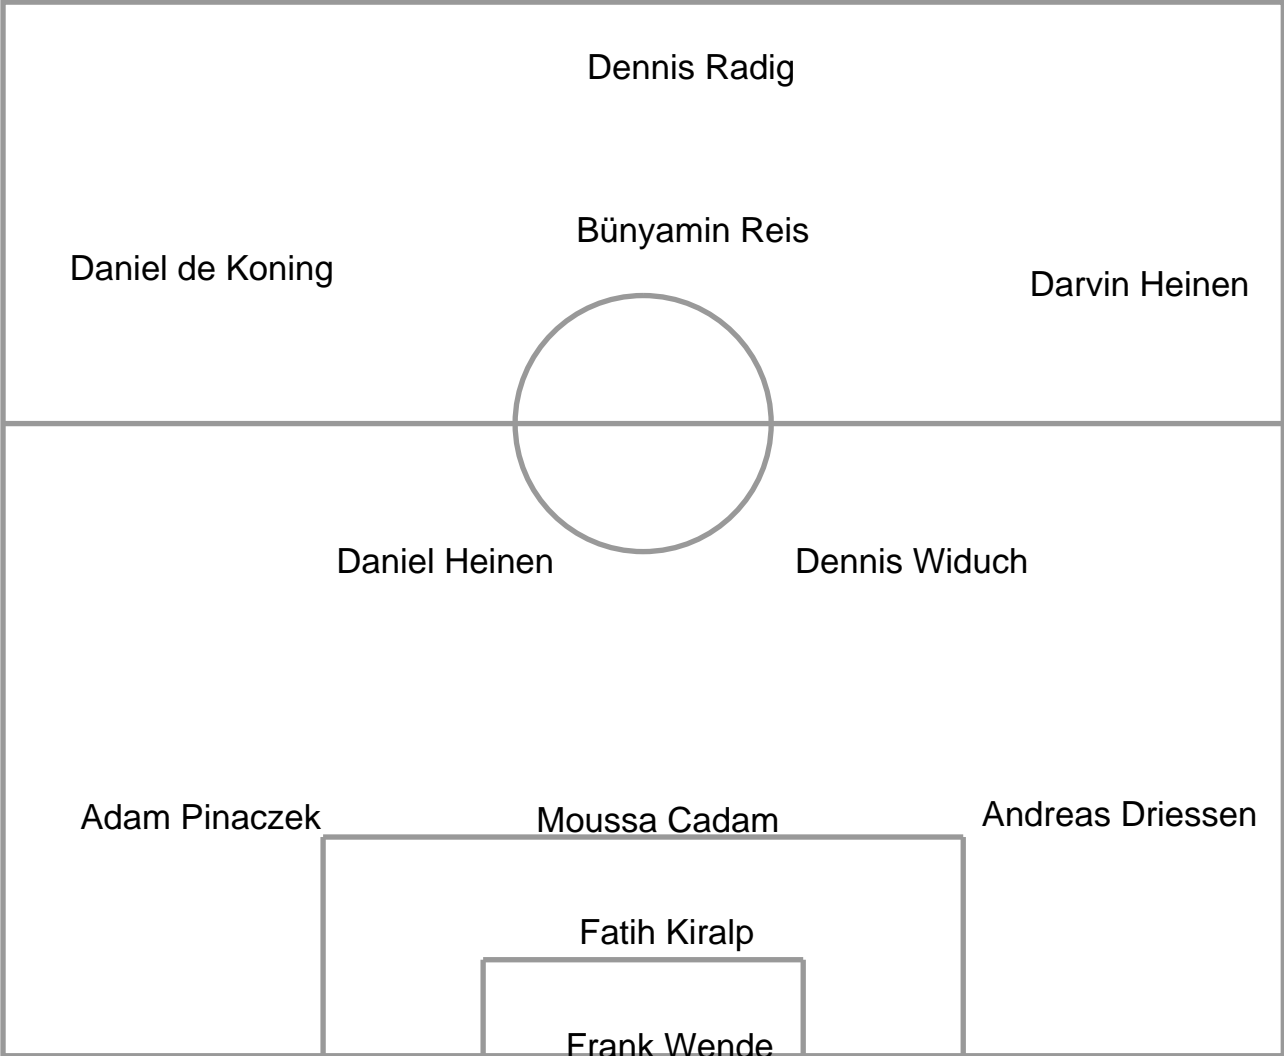 Dennis Radig
Bünyamin Reis
Daniel de Koning
Darvin Heinen
Daniel Heinen
Dennis Widuch
Adam Pinaczek
Moussa Cadam
Andreas Driessen
Fatih Kiralp
Frank Wende